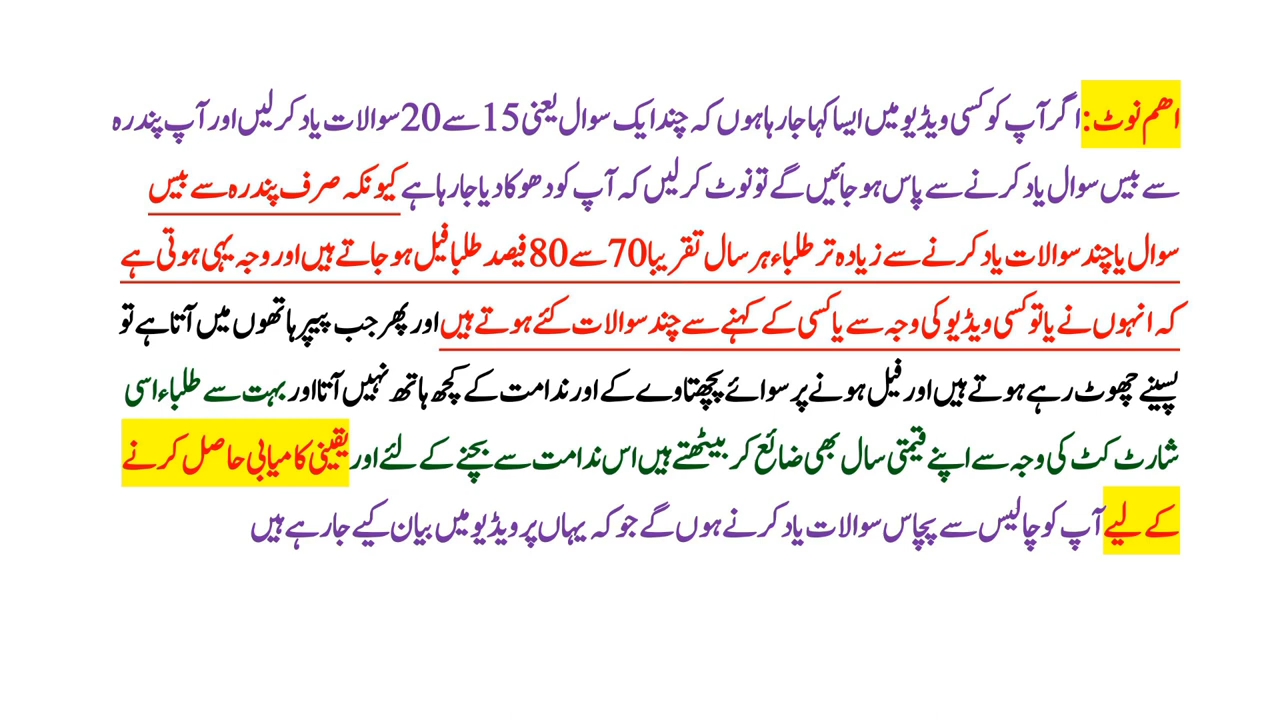 اھم نوٹ: اگر آپ کو کسی ویڈیو میں ایسا کہا جا رہا ہوں کہ چند ایک سوال یعنی 15 سے 20 سوالات یاد کر لیں اور آپ پندرہ
سے بیس سوال یاد کرنے سے پاس ہو جائیں گے تو نوٹ کر لیں کہ آپ کو دھوکا دیا جا رہا ہے کیونکہ صرف پندرہ سے بیس
سوال یا چند سوالات یاد کرنے سے زیادہ تر طلباء ہر سال تقریبا 70 سے 80 فیصد طلبا فیل ہو جاتے ہیں اور وجہ یہی ہوتی ہے
کہ انہوں نے یا تو کسی ویڈیو کی وجہ سے یا کسی کے کہنے سے چند سوالات کئے ہوتے ہیں اور پھر جب پیپر ہاتھوں میں آتا ہے تو
پسینے چھوٹ رہے ہوتے ہیں اور فیل ہونے پر سوائے پچھتاوے کے اور ندامت کے کچھ ہاتھ نہیں آتا اور بہت سے طلباء اسی
شارٹ کٹ کی وجہ سے اپنے قیمتی سال بھی ضائع کر بیٹھتے ہیں اس ندامت سے بچنے کے لئے اور یقینی کامیابی حاصل کرنے
کے لیے آپ کو چالیس سے پچاس سوالات یاد کرنے ہوں گے جو کہ یہاں پر ویڈیو میں بیان کیے جا رہے ہیں